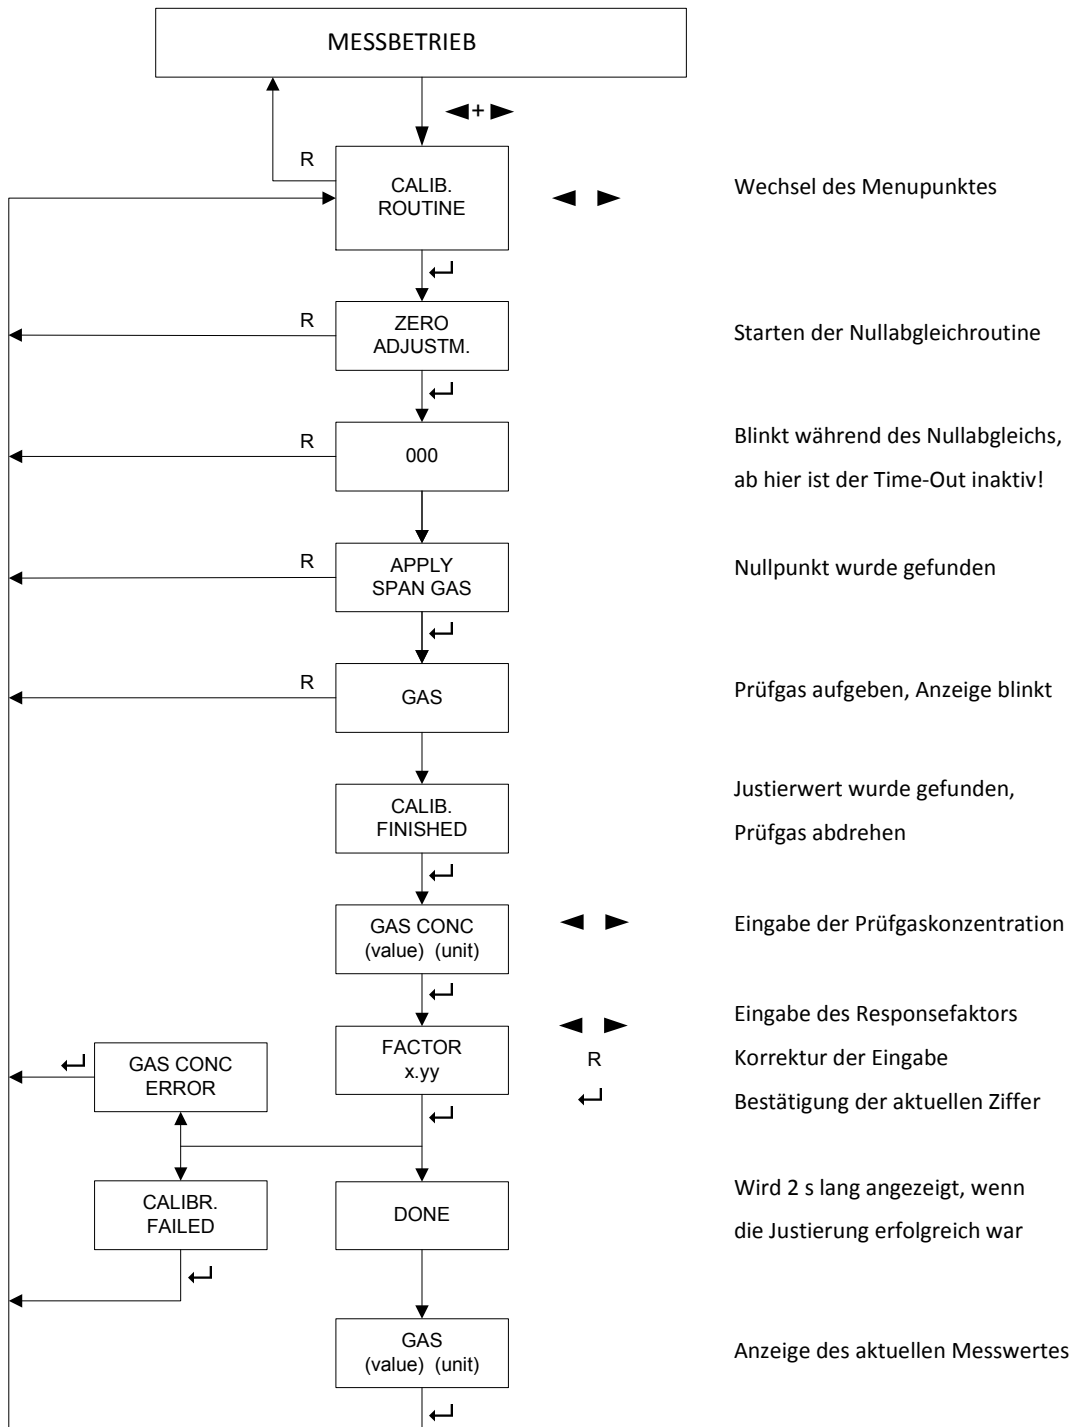 MESSBETRIEB
◄+►
R
CALIB.
ROUTINE
◄ ►
Wechsel des Menupunktes
↵
R
ZERO
ADJUSTM.
Starten der Nullabgleichroutine
↵
R
000
Blinkt während des Nullabgleichs,
ab hier ist der Time-Out inaktiv!
R
APPLY
SPAN GAS
Nullpunkt wurde gefunden
↵
R
GAS
Prüfgas aufgeben, Anzeige blinkt
CALIB.
FINISHED
Justierwert wurde gefunden,
Prüfgas abdrehen
↵
GAS CONC
(value) (unit)
◄ ►
Eingabe der Prüfgaskonzentration
↵
FACTOR
x.yy
◄ ►
Eingabe des Responsefaktors
R
Korrektur der Eingabe
↵
Bestätigung der aktuellen Ziffer
↵
GAS CONC
ERROR
↵
CALIBR.
FAILED
↵
DONE
Wird 2 s lang angezeigt, wenn
die Justierung erfolgreich war
GAS
(value) (unit)
Anzeige des aktuellen Messwertes
↵